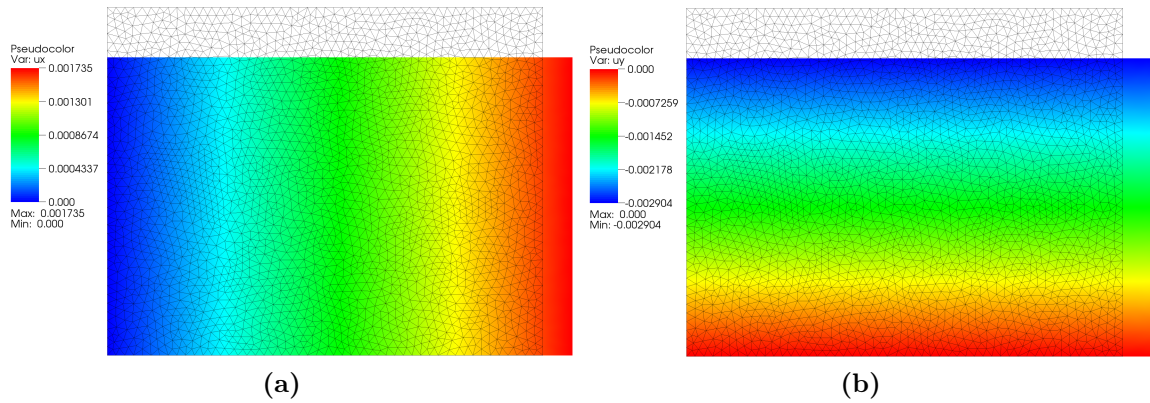 Pseudocolor
Var: ux
0.001735
0.001301
0.0008674
0.0004337
0.000
Max: 0.001735
Min: 0.000
(a)
Pseudocolor
Var: uy
0.000
-0.0007259
-0.001452
-0.002178
-0.002904
Max: 0.000
Min: -0.002904
(b)